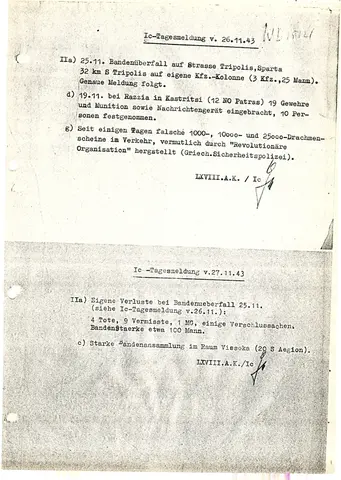 Ic-Tagesmeldung v. 26.11.43
IIa) 25.11. Bandenüberfall auf Strasse Tripolis,Sparta
32 km S Tripolis auf eigene Kfz.-Kolonne (3 Kfz.,25 Mann).
Genaue Meldung folgt.
d) 19.11. bei Razzia in Kastritsi (12 NO Patras) 19 Gewehre
und Munition sowie Nachrichtengerät eingebracht, 10 Per-
sonen festgenommen.
g) Seit einigen Tagen falsche 1000-, 10000- und 25000-Drachmen-
scheine im Verkehr, vermutlich durch "Revolutionäre
Organisation" hergstellt (Griech.Sicherheitspolizei).
LXVIII.A.K. / Ic
Ic -Tagesmeldung v.27.11.43
IIa) Eigene Verluste bei Bandenueberfall 25.11.
(siehe Ic-Tagesmeldung v.26.11.):
4 Tote, 9 Vermisste, 1 MG, einige Verschlussachen.
Bandenstaerke etwa 100 Mann.
c) Starke Bandenansammlung im Raum Vissoka (20 S Aegion).
LXVIII.A.K./Ic